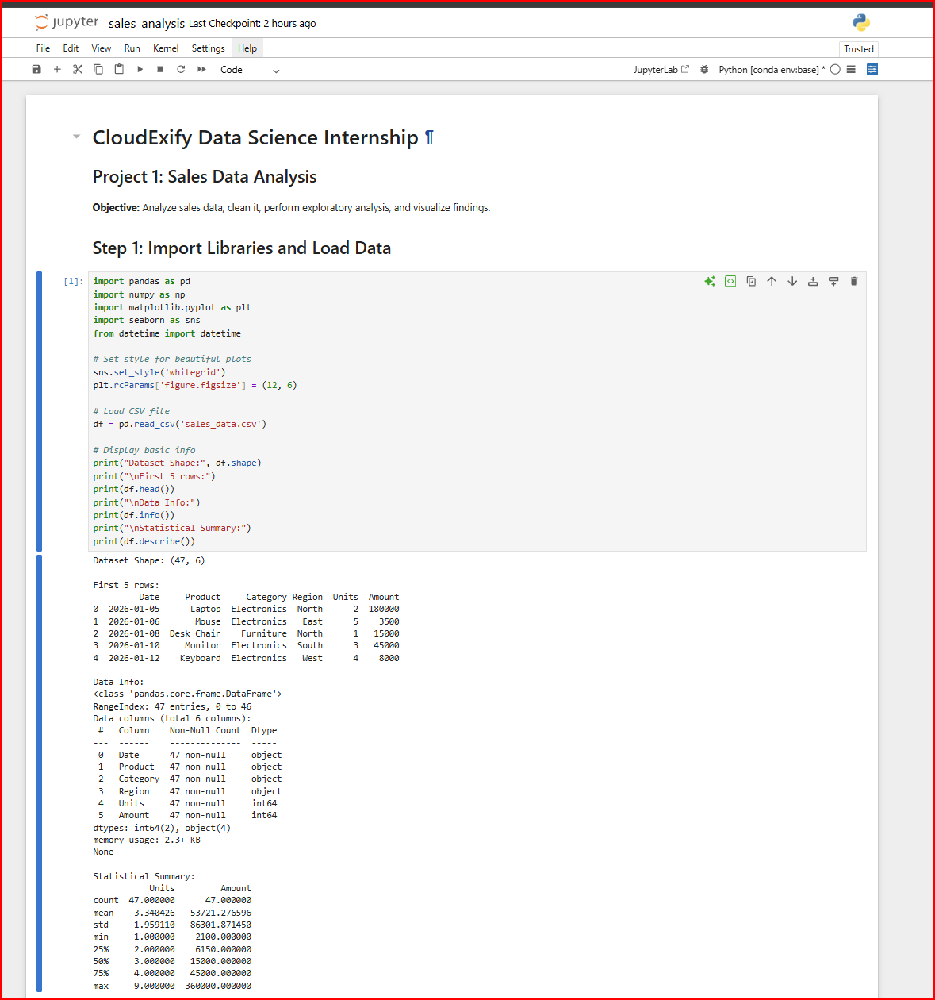 jupyter sales_analysis Last Checkpoint: 2 hours ago
File Edit View Run Kernel Settings Help
Trusted
Code
JupyterLab
Python [conda env:base] *
CloudExify Data Science Internship ¶
Project 1: Sales Data Analysis
Objective: Analyze sales data, clean it, perform exploratory analysis, and visualize findings.
Step 1: Import Libraries and Load Data
[1]:
import pandas as pd
import numpy as np
import matplotlib.pyplot as plt
import seaborn as sns
from datetime import datetime

# Set style for beautiful plots
sns.set_style('whitegrid')
plt.rcParams['figure.figsize'] = (12, 6)

# Load CSV file
df = pd.read_csv('sales_data.csv')

# Display basic info
print("Dataset Shape:", df.shape)
print("\nFirst 5 rows:")
print(df.head())
print("\nData Info:")
print(df.info())
print("\nStatistical Summary:")
print(df.describe())
Dataset Shape: (47, 6)

First 5 rows:
         Date     Product     Category Region  Units  Amount
0  2026-01-05      Laptop  Electronics  North      2  180000
1  2026-01-06       Mouse  Electronics   East      5    3500
2  2026-01-08  Desk Chair    Furniture  North      1   15000
3  2026-01-10     Monitor  Electronics  South      3   45000
4  2026-01-12    Keyboard  Electronics   West      4    8000

Data Info:
<class 'pandas.core.frame.DataFrame'>
RangeIndex: 47 entries, 0 to 46
Data columns (total 6 columns):
 #   Column    Non-Null Count  Dtype
---  ------    --------------  -----
 0   Date      47 non-null     object
 1   Product   47 non-null     object
 2   Category  47 non-null     object
 3   Region    47 non-null     object
 4   Units     47 non-null     int64
 5   Amount    47 non-null     int64
dtypes: int64(2), object(4)
memory usage: 2.3+ KB
None

Statistical Summary:
           Units         Amount
count  47.000000      47.000000
mean    3.340426   53721.276596
std     1.959110   86301.871450
min     1.000000    2100.000000
25%     2.000000    6150.000000
50%     3.000000   15000.000000
75%     4.000000   45000.000000
max     9.000000  360000.000000